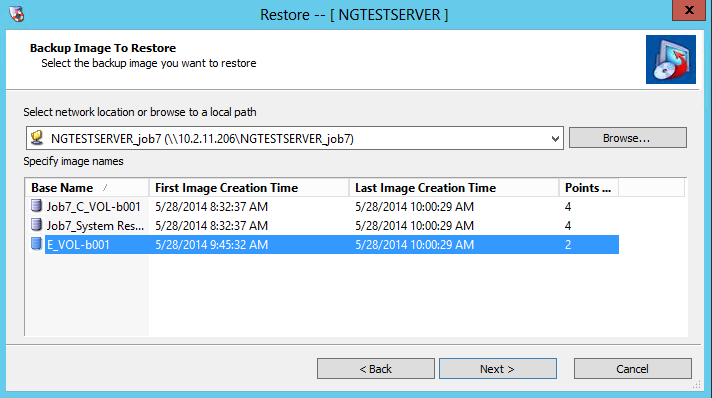 Restore -- [ NGTESTSERVER ]
x
Backup Image To Restore
Select the backup image you want to restore
Select network location or browse to a local path
NGTESTSERVER_job7 (\\10.2.11.206\NGTESTSERVER_job7)
Browse...
Specify image names
Base Name First Image Creation Time Last Image Creation Time Points ...
Job7_C_VOL-b001 5/28/2014 8:32:37 AM 5/28/2014 10:00:29 AM 4
Job7_System Res... 5/28/2014 8:32:37 AM 5/28/2014 10:00:29 AM 4
E_VOL-b001 5/28/2014 9:45:32 AM 5/28/2014 10:00:29 AM 2
< Back Next > Cancel